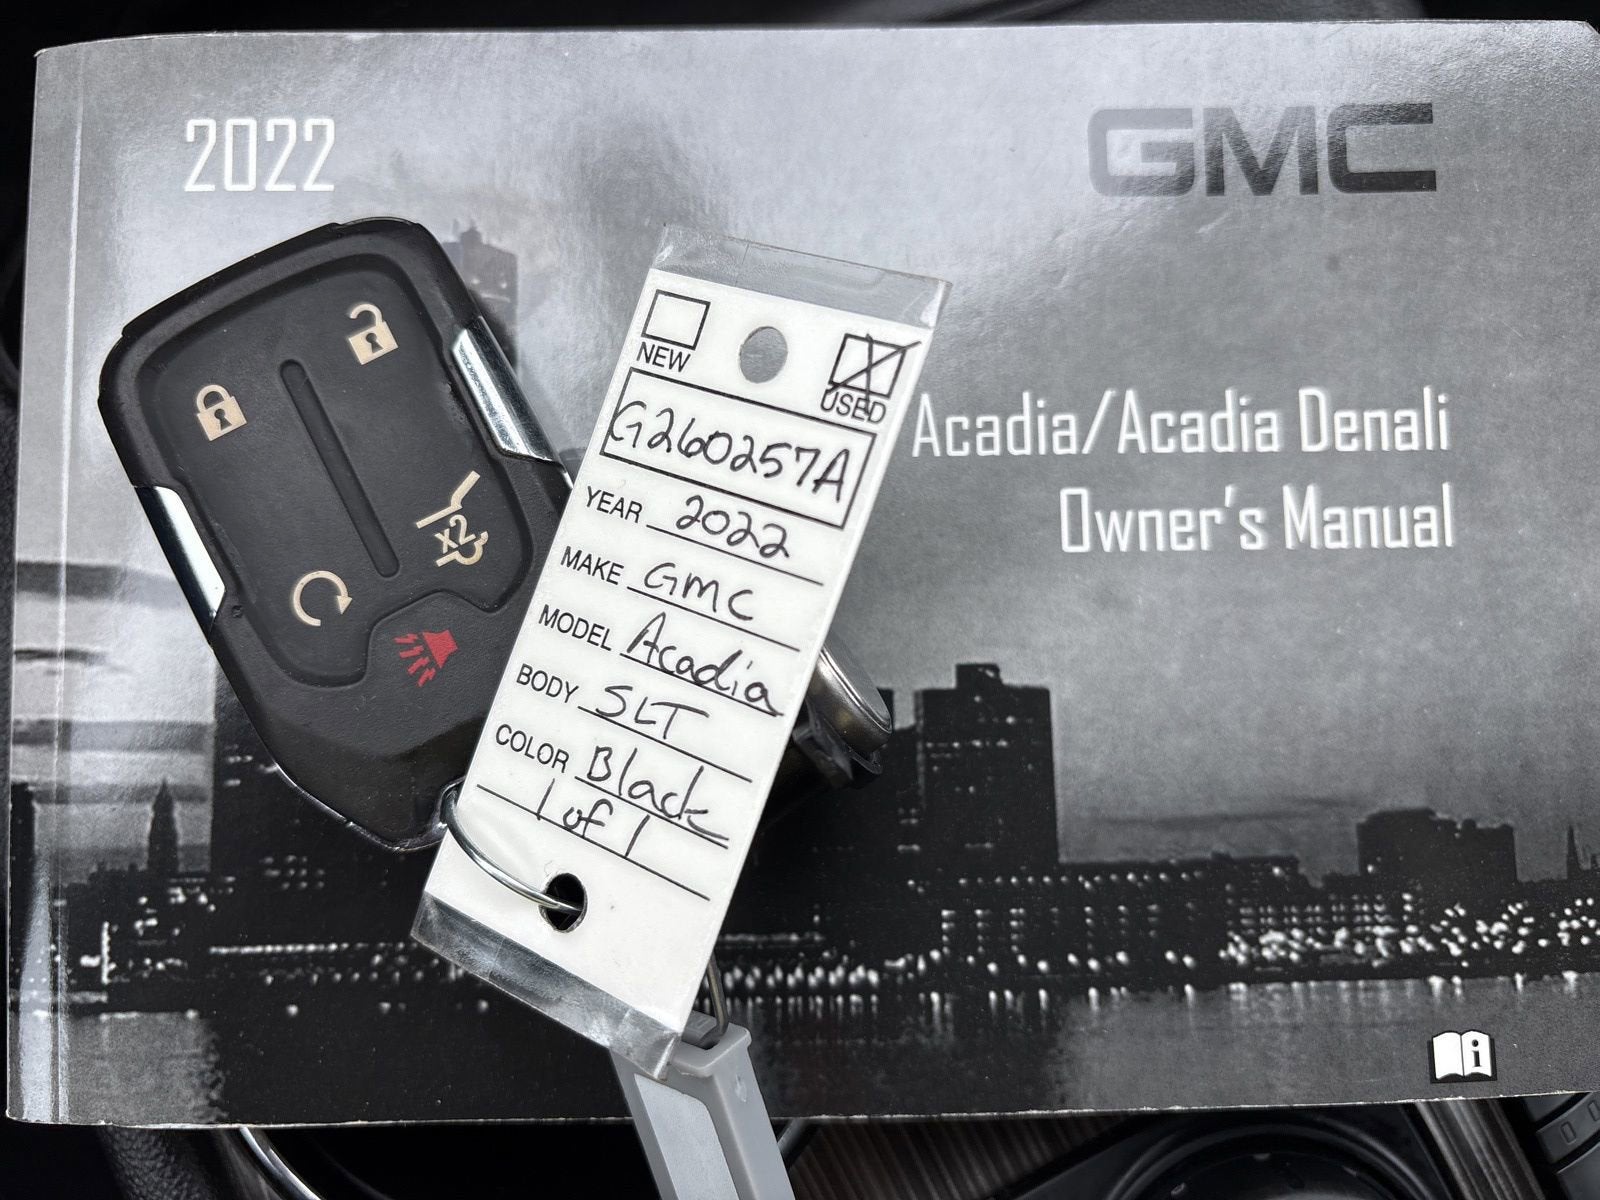 2022
GMC
Acadia/Acadia Denali
Owner's Manual
NEW
USED
G260257A
YEAR 2022
MAKE GMC
MODEL Acadia
BODY SLT
COLOR Black
1 of 1
x2
i